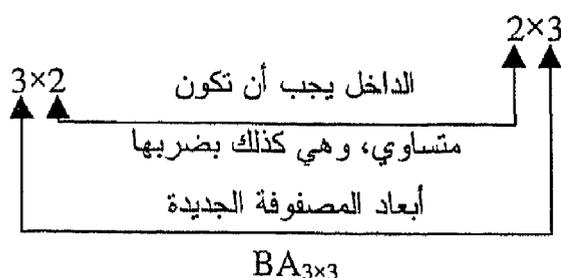 2×3
3×2
الداخل يجب أن تكون
متساوي، وهي كذلك بضربها
أبعاد المصفوفة الجديدة
BA3×3